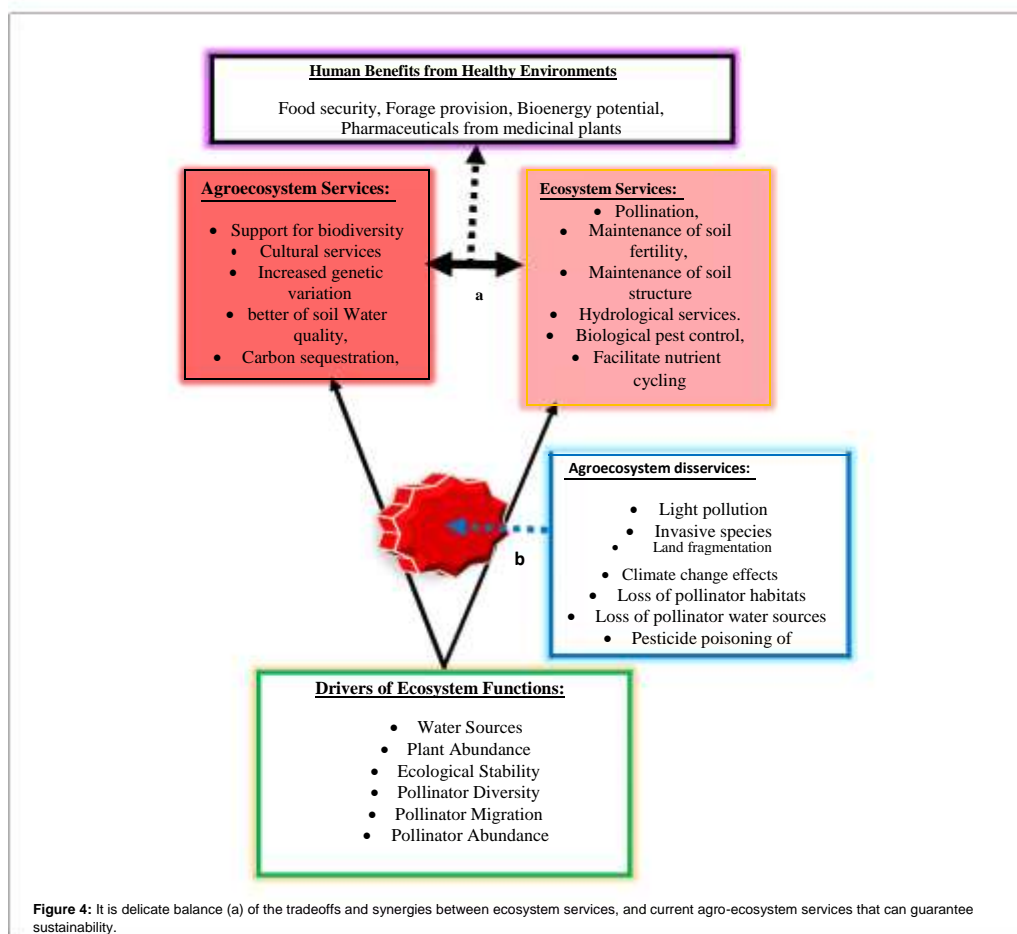 Human Benefits from Healthy Environments
Food security, Forage provision, Bioenergy potential,
Pharmaceuticals from medicinal plants
Agroecosystem Services:
• Support for biodiversity
• Cultural services
• Increased genetic
variation
• better of soil Water
quality,
• Carbon sequestration,
a
Ecosystem Services:
• Pollination,
• Maintenance of soil
fertility,
• Maintenance of soil
structure
• Hydrological services.
• Biological pest control,
• Facilitate nutrient
cycling
Agroecosystem disservices:
• Light pollution
• Invasive species
• Land fragmentation
• Climate change effects
• Loss of pollinator habitats
• Loss of pollinator water sources
• Pesticide poisoning of
b
Drivers of Ecosystem Functions:
• Water Sources
• Plant Abundance
• Ecological Stability
• Pollinator Diversity
• Pollinator Migration
• Pollinator Abundance
Figure 4: It is delicate balance (a) of the tradeoffs and synergies between ecosystem services, and current agro-ecosystem services that can guarantee
sustainability.